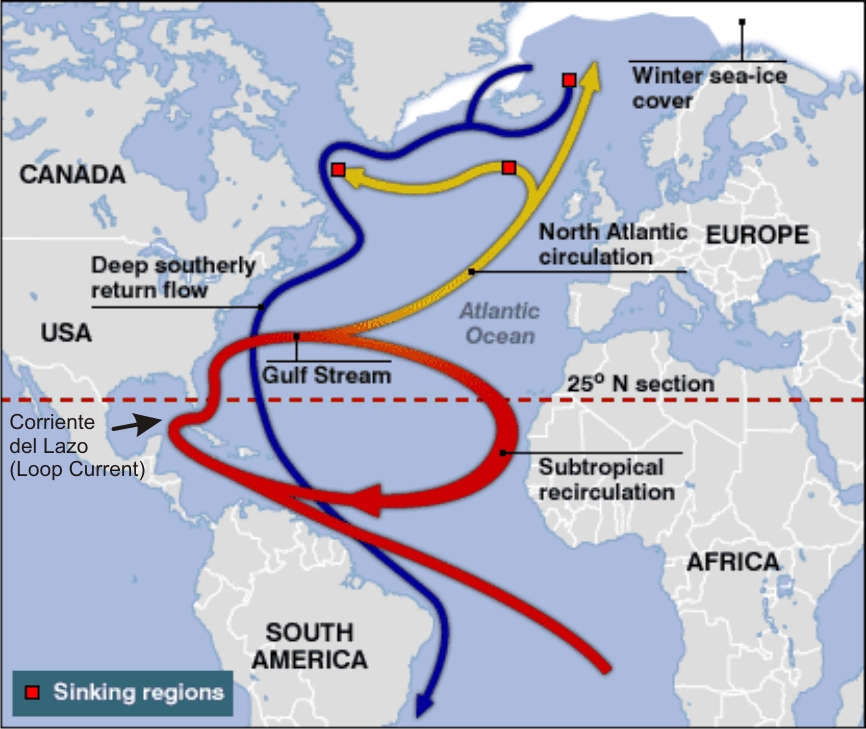 Winter sea-ice
cover
CANADA
North Atlantic
circulation
EUROPE
Deep southerly
return flow
Atlantic
Ocean
USA
Gulf Stream
25º N section
Corriente
del Lazo
(Loop Current)
Subtropical
recirculation
AFRICA
SOUTH
AMERICA
Sinking regions